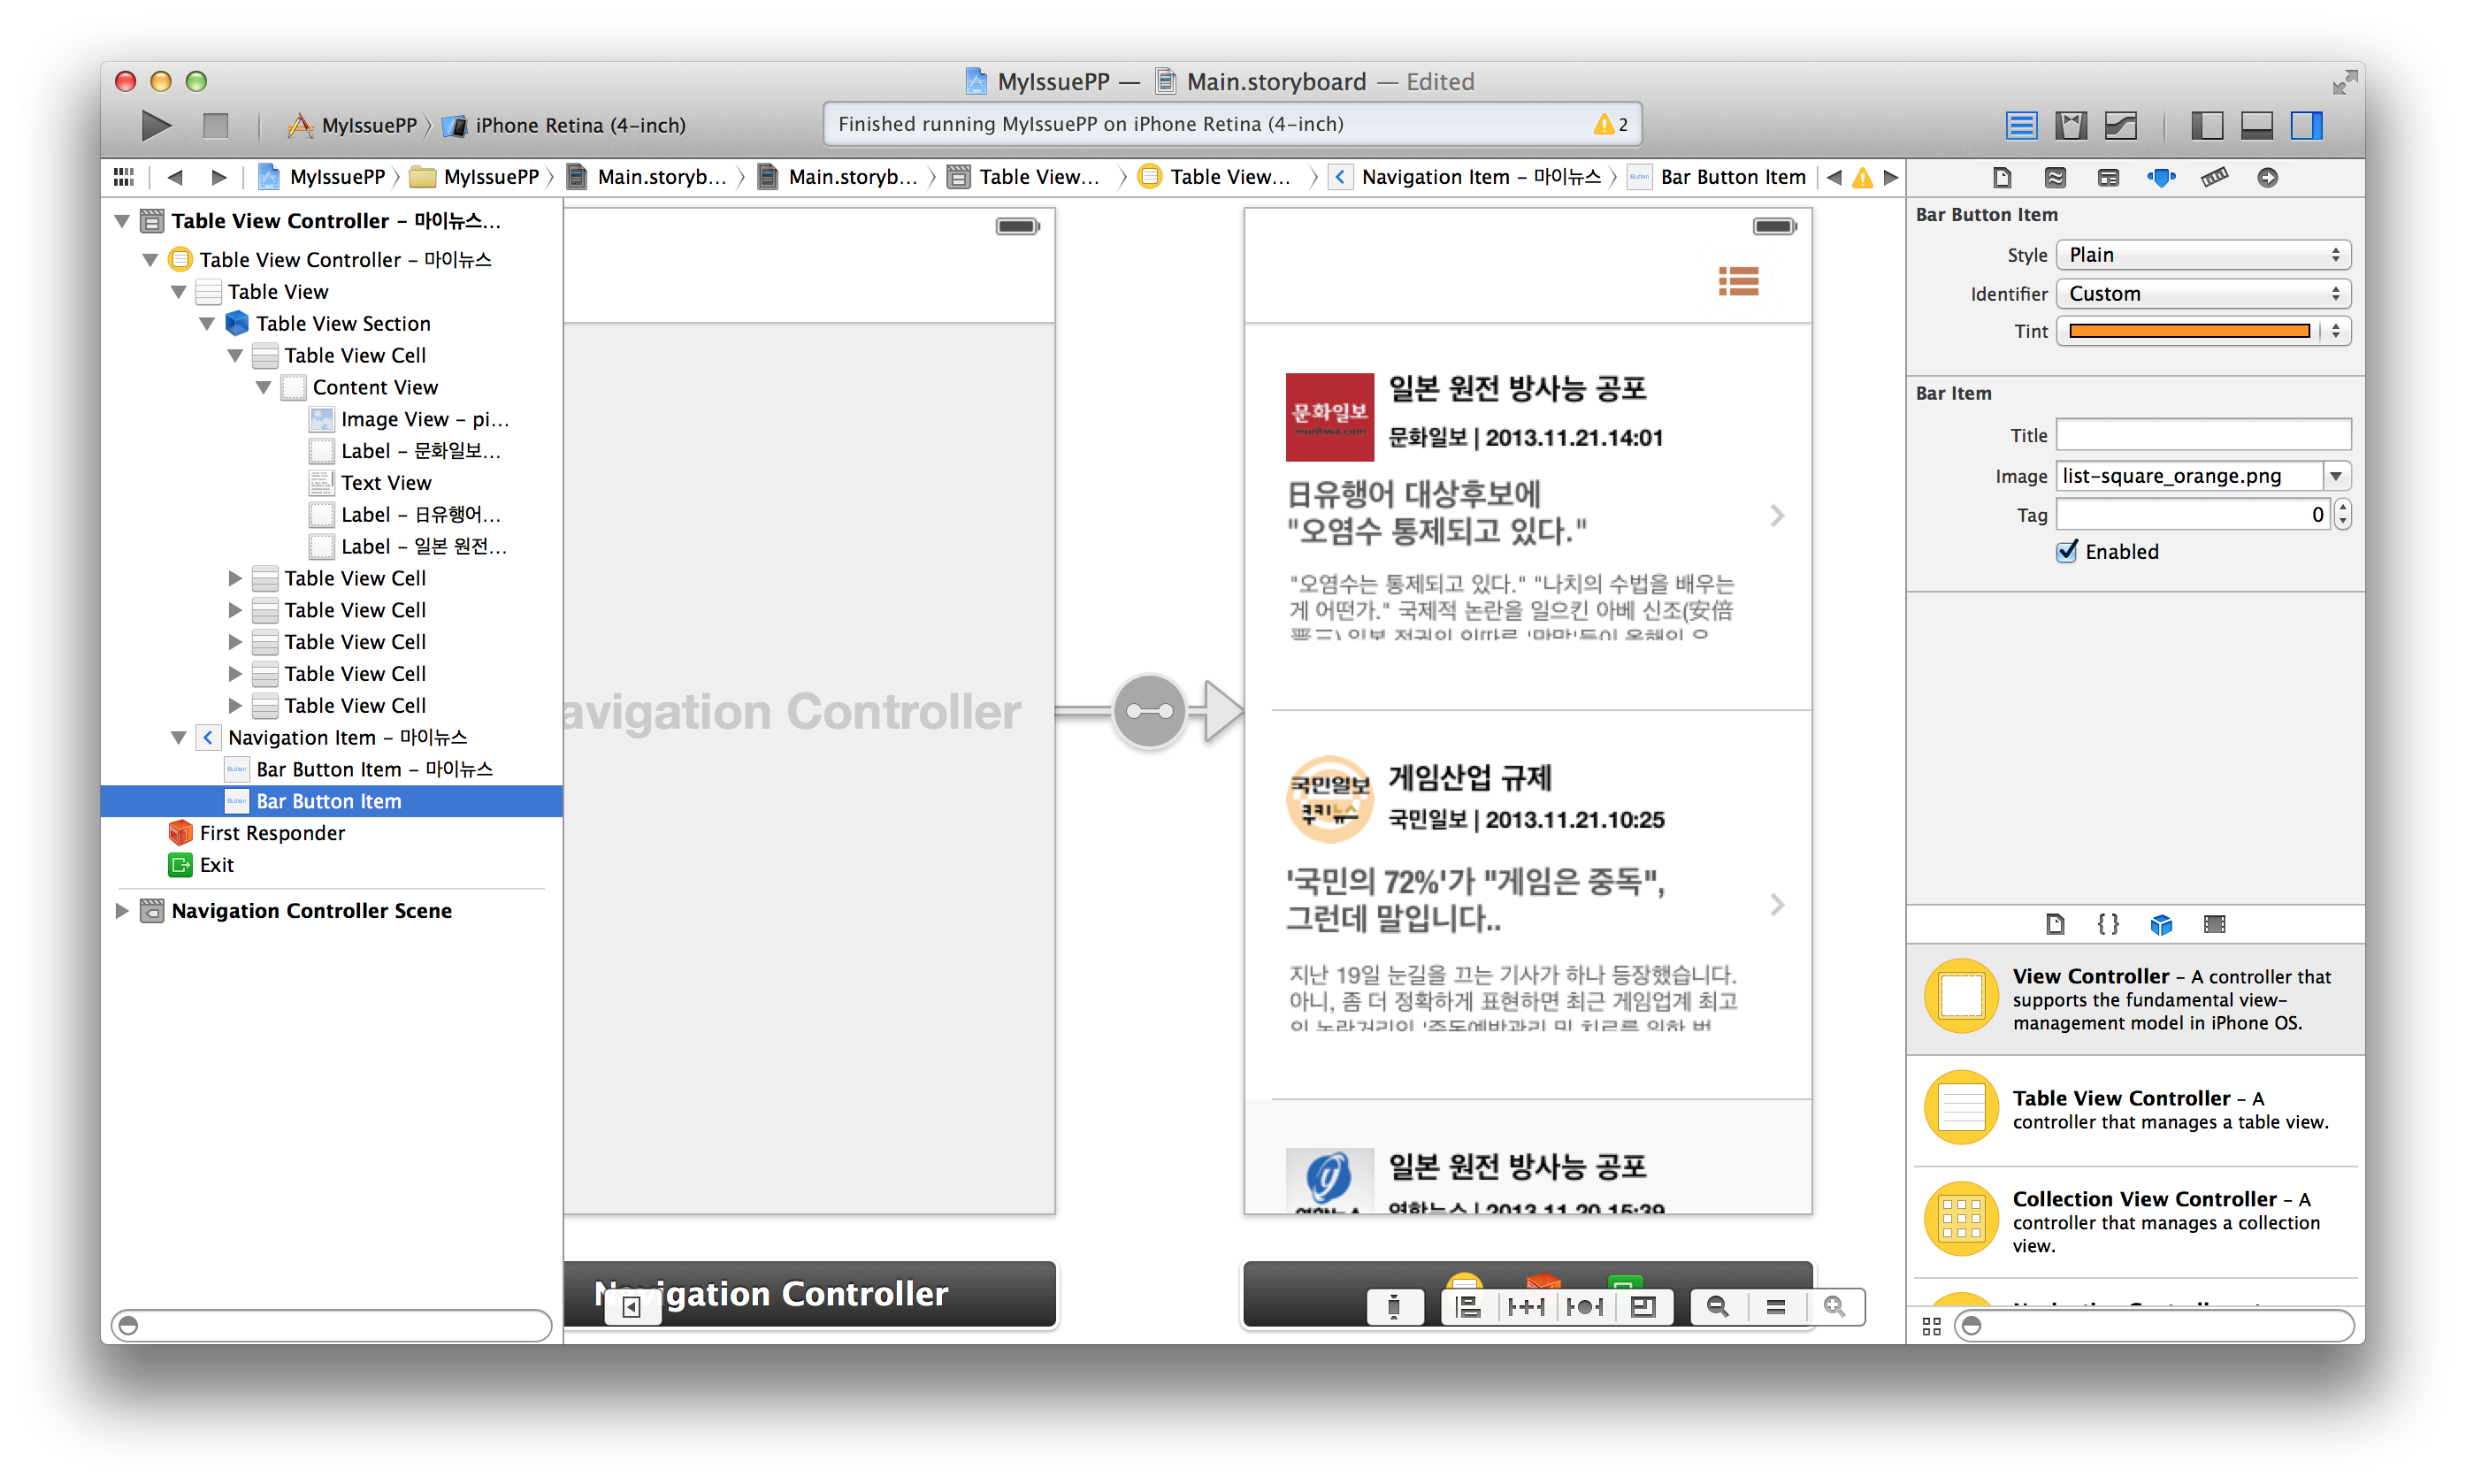 MyIssuePP — Main.storyboard — Edited
MyIssuePP
iPhone Retina (4-inch)
Finished running MyIssuePP on iPhone Retina (4-inch)
2
MyIssuePP
MyIssuePP
Main.storyb...
Main.storyb...
Table View...
Table View...
Navigation Item – 마이뉴스
Bar Button Item
Table View Controller – 마이뉴스...
Table View Controller – 마이뉴스
Table View
Table View Section
Table View Cell
Content View
Image View – pi...
Label – 문화일보...
Text View
Label – 日유행어...
Label – 일본 원전...
Table View Cell
Table View Cell
Table View Cell
Table View Cell
Table View Cell
Navigation Item – 마이뉴스
Bar Button Item – 마이뉴스
Bar Button Item
First Responder
Exit
Navigation Controller Scene
avigation Controller
Navigation Controller
문화일보
munhwa.com
일본 원전 방사능 공포
문화일보 | 2013.11.21.14:01
日유행어 대상후보에
"오염수 통제되고 있다."
"오염수는 통제되고 있다." "나치의 수법을 배우는
게 어떤가." 국제적 논란을 일으킨 아베 신조(安倍
국민일보
쿠키뉴스
게임산업 규제
국민일보 | 2013.11.21.10:25
'국민의 72%'가 "게임은 중독",
그런데 말입니다..
지난 19일 눈길을 끄는 기사가 하나 등장했습니다.
아니, 좀 더 정확하게 표현하면 최근 게임업계 최고
일본 원전 방사능 공포
Bar Button Item
Style Plain
Identifier Custom
Tint
Bar Item
Title
Image list-square_orange.png
Tag 0
Enabled
View Controller – A controller that
supports the fundamental view-
management model in iPhone OS.
Table View Controller – A
controller that manages a table view.
Collection View Controller – A
controller that manages a collection
view.